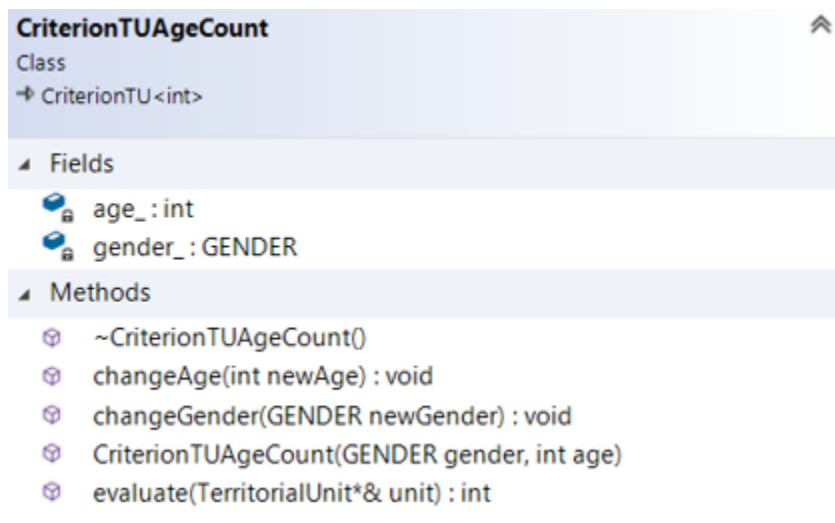 CriterionTUAgeCount
Class
CriterionTU<int>
Fields
age_ : int
gender_ : GENDER
Methods
~CriterionTUAgeCount()
changeAge(int newAge) : void
changeGender(GENDER newGender) : void
CriterionTUAgeCount(GENDER gender, int age)
evaluate(TerritorialUnit*& unit) : int